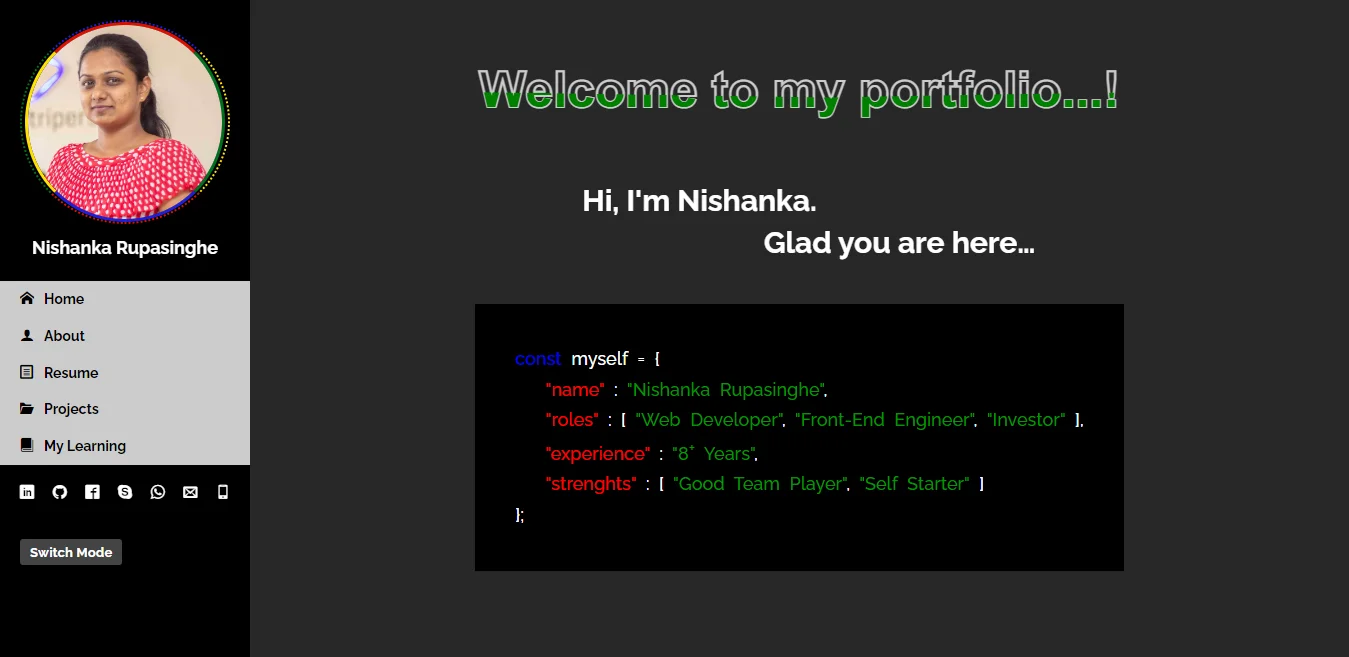 triper
Nishanka Rupasinghe
Home
About
Resume
Projects
My Learning
Switch Mode
Welcome to my portfolio...!
Hi, I'm Nishanka.
Glad you are here...
const myself = {
"name" : "Nishanka Rupasinghe",
"roles" : [ "Web Developer", "Front-End Engineer", "Investor" ],
"experience" : "8+ Years",
"strenghts" : [ "Good Team Player", "Self Starter" ]
};